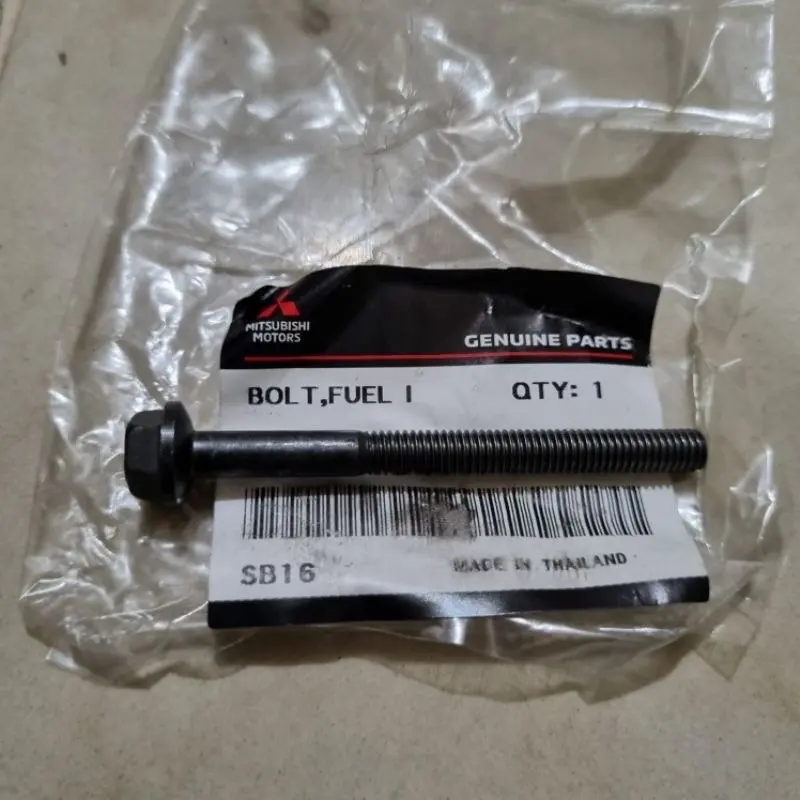 MITSUBISHI
MOTORS
GENUINE PARTS
BOLT,FUEL I
QTY: 1
SB16
MADE IN THAILAND